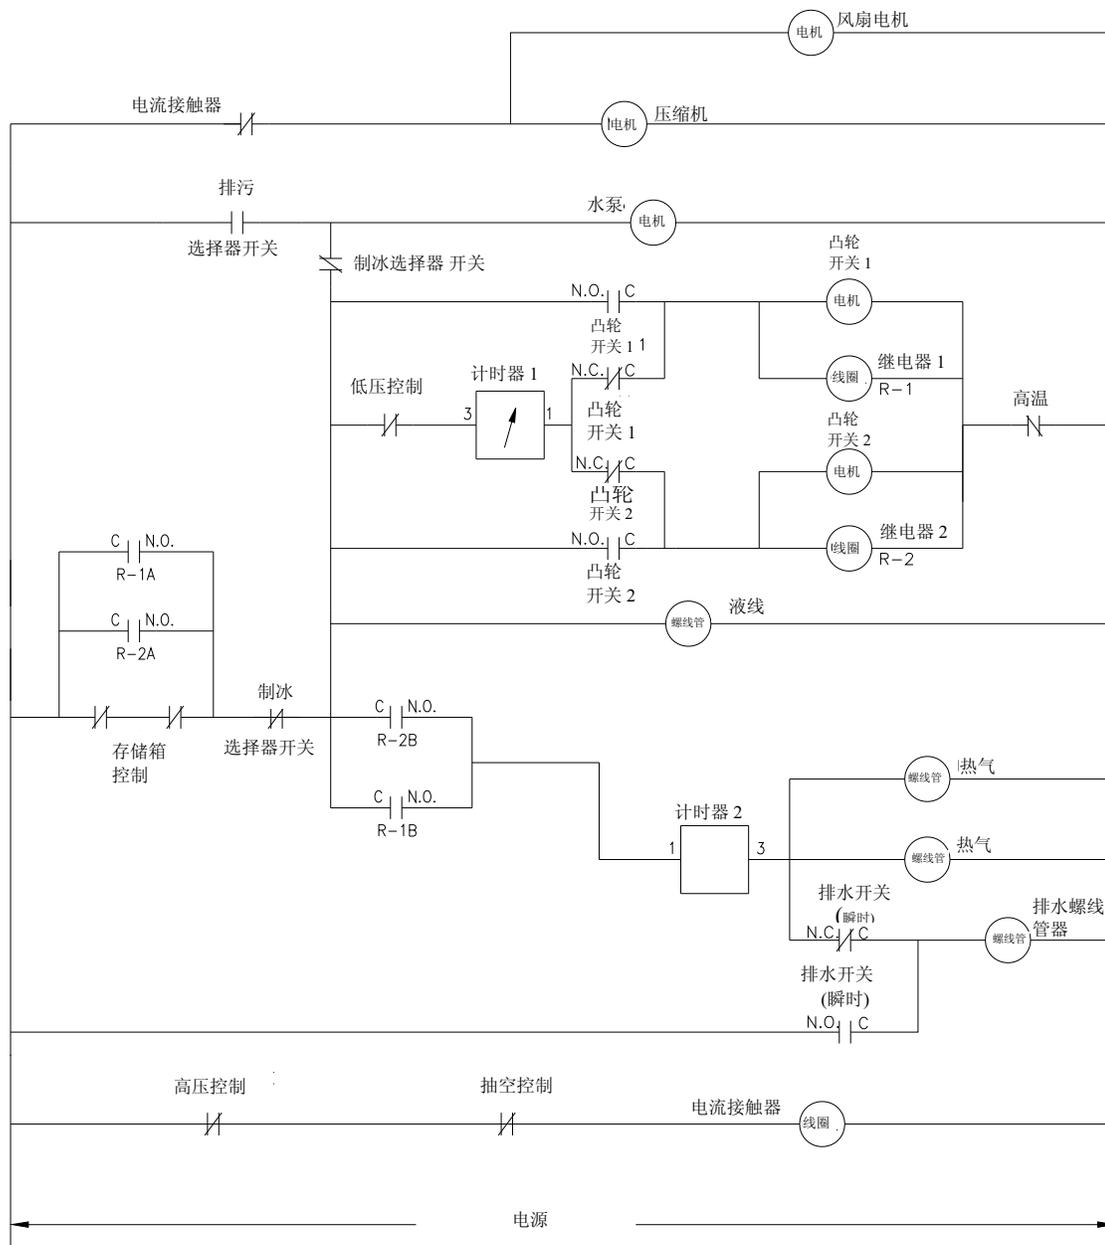 风扇电机
电机
电流接触器
压缩机
电机
排污
选择器开关
水泵
电机
制冰选择器 开关
凸轮
开关 1
N.O. C
电机
凸轮
开关 1 1
N.C. C
继电器 1
线圈
R-1
低压控制
计时器 1
3
1
凸轮
开关 1
高温
凸轮
开关 2
N.C. C
电机
凸轮
开关 2
N.O. C
继电器 2
线圈
R-2
凸轮
开关 2
C N.O.
R-1A
C N.O.
R-2A
液线
螺线管
制冰
选择器开关
存储箱
控制
C N.O.
R-2B
C N.O.
R-1B
热气
螺线管
计时器 2
1
3
热气
螺线管
排水开关
(瞬时)
N.C. C
排水螺线
管器
螺线管
排水开关
(瞬时)
N.O. C
高压控制
抽空控制
电流接触器
线圈
电源